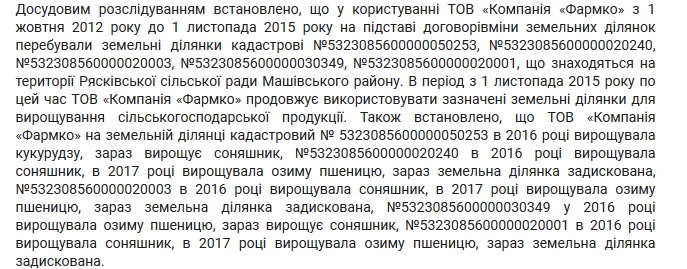 Досудовим розслідуванням встановлено, що у користуванні ТОВ «Компанія «Фармко» з 1
жовтня 2012 року до 1 листопада 2015 року на підставі договорівміни земельних ділянок
перебували земельні ділянки кадастрові №5323085600000050253, №5323085600000020240,
№5323085600000020003, №5323085600000030349, №5323085600000020001, що знаходяться на
території Рясківської сільської ради Машівського району. В період з 1 листопада 2015 року по
цей час ТОВ «Компанія «Фармко» продовжує використовувати зазначені земельні ділянки для
вирощування сільськогосподарської продукції. Також встановлено, що ТОВ «Компанія
«Фармко» на земельній ділянці кадастровий № 5323085600000050253 в 2016 році вирощувала
кукурудзу, зараз вирощує соняшник, №5323085600000020240 в 2016 році вирощувала
соняшник, в 2017 році вирощувала озиму пшеницю, зараз земельна ділянка задискована,
№5323085600000020003 в 2016 році вирощувала соняшник, в 2017 році вирощувала озиму
пшеницю, зараз земельна ділянка задискована, №5323085600000030349 у 2016 році
вирощувала озиму пшеницю, зараз вирощує соняшник, №5323085600000020001 в 2016 році
вирощувала соняшник, в 2017 році вирощувала озиму пшеницю, зараз земельна ділянка
задискована.